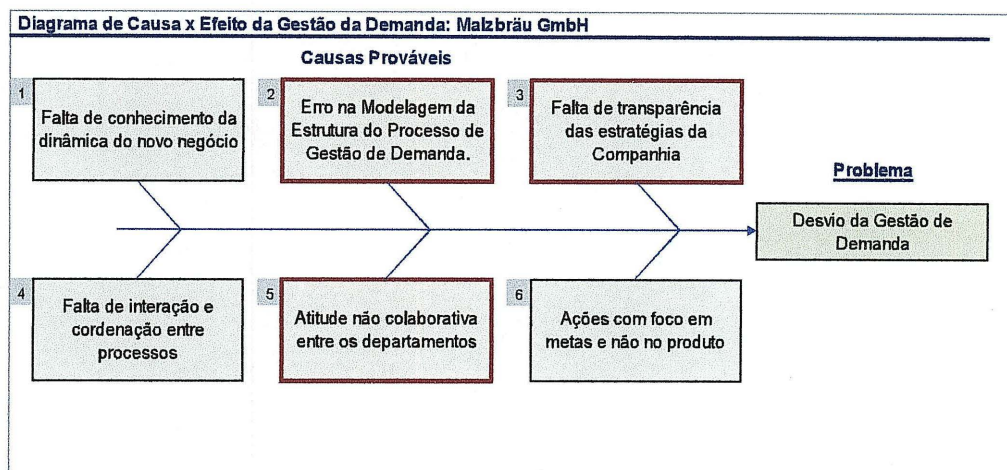 Diagrama de Causa x Efeito da Gestão da Demanda: Malzbräu GmbH
Causas Prováveis
1
Falta de conhecimento da
dinâmica do novo negócio
2
Erro na Modelagem da
Estrutura do Processo de
Gestão de Demanda.
3
Falta de transparência
das estratégias da
Companhia
Problema
Desvio da Gestão de
Demanda
4
Falta de interação e
cordenação entre
processos
5
Atitude não colaborativa
entre os departamentos
6
Ações com foco em
metas e não no produto